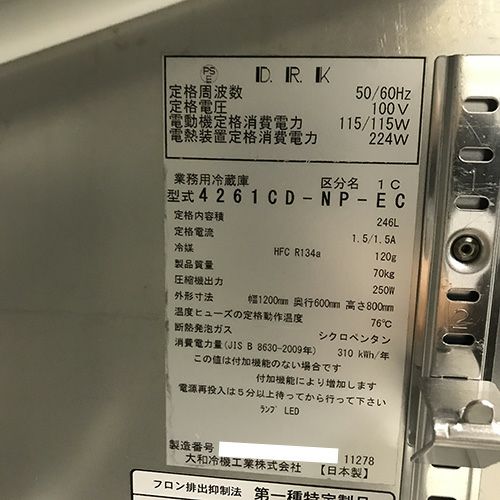 PS E D.R.K
定格周波数 50/60Hz
定格電圧 100V
電動機定格消費電力 115/115W
電熱装置定格消費電力 224W
業務用冷蔵庫 区分名 1C
型式 4261CD-NP-EC
定格内容積 246L
定格電流 1.5/1.5A
冷媒 HFC R134a 120g
製品質量 70kg
圧縮機出力 250W
外形寸法 幅1200mm 奥行600mm 高さ800mm
温度ヒューズの定格動作温度 76℃
断熱発泡ガス シクロペンタン
消費電力量(JIS B 8630-2009年) 310 kWh/年
この値は付加機能のない場合です
付加機能により増加します
電源再投入は5分以上待ってから行って下さい
ランプ LED
製造番号 11278
大和冷機工業株式会社 【日本製】
フロン排出抑制法 第一種特定製品
1
2